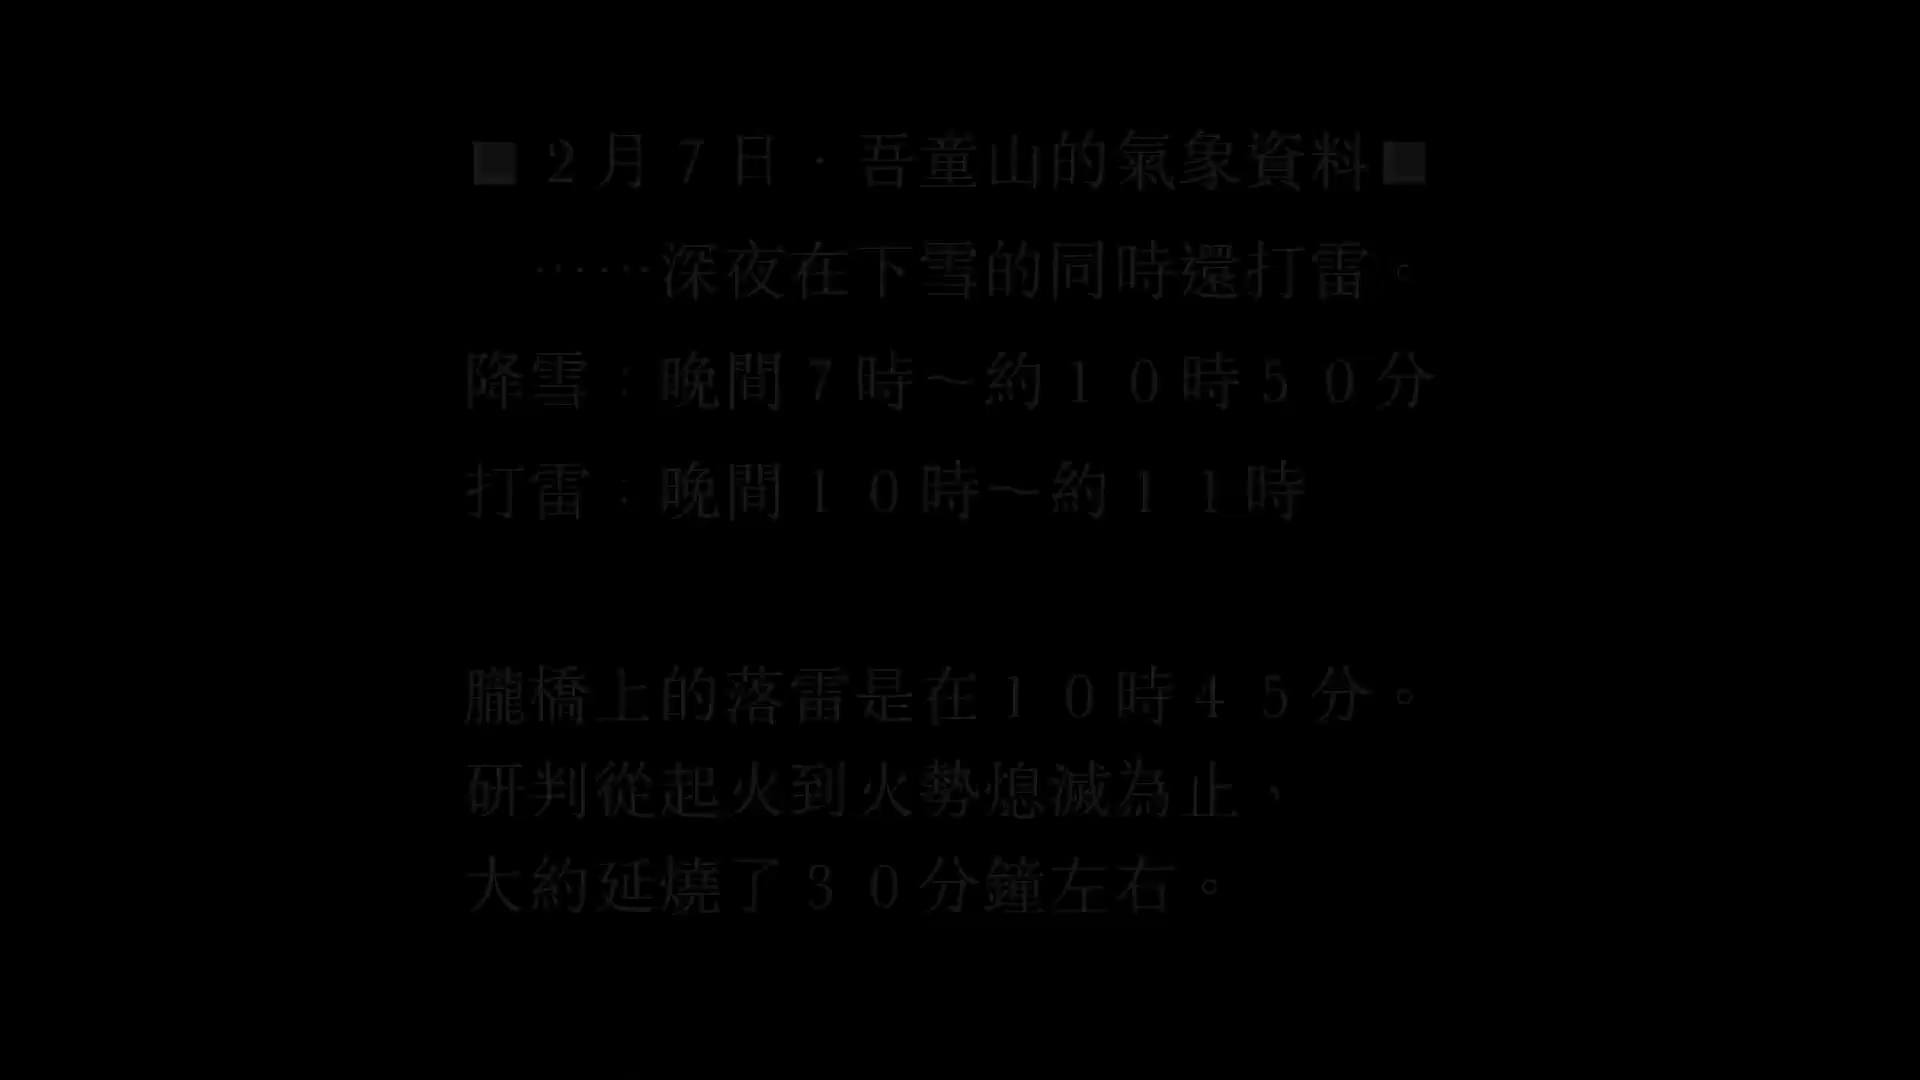 ■２月７日・吾童山的氣象資料■
……深夜在下雪的同時還打雷。
降雪：晚間７時～約１０時５０分
打雷：晚間１０時～約１１時
朧橋上的落雷是在１０時４５分。
研判從起火到火勢熄滅為止，
大約延燒了３０分鐘左右。